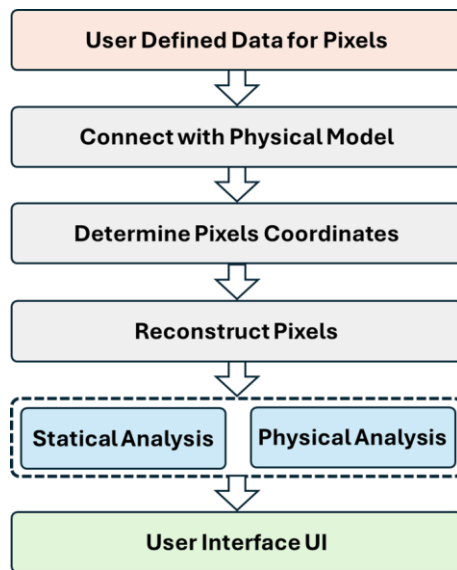 User Defined Data for Pixels
Connect with Physical Model
Determine Pixels Coordinates
Reconstruct Pixels
Statical Analysis
Physical Analysis
User Interface UI